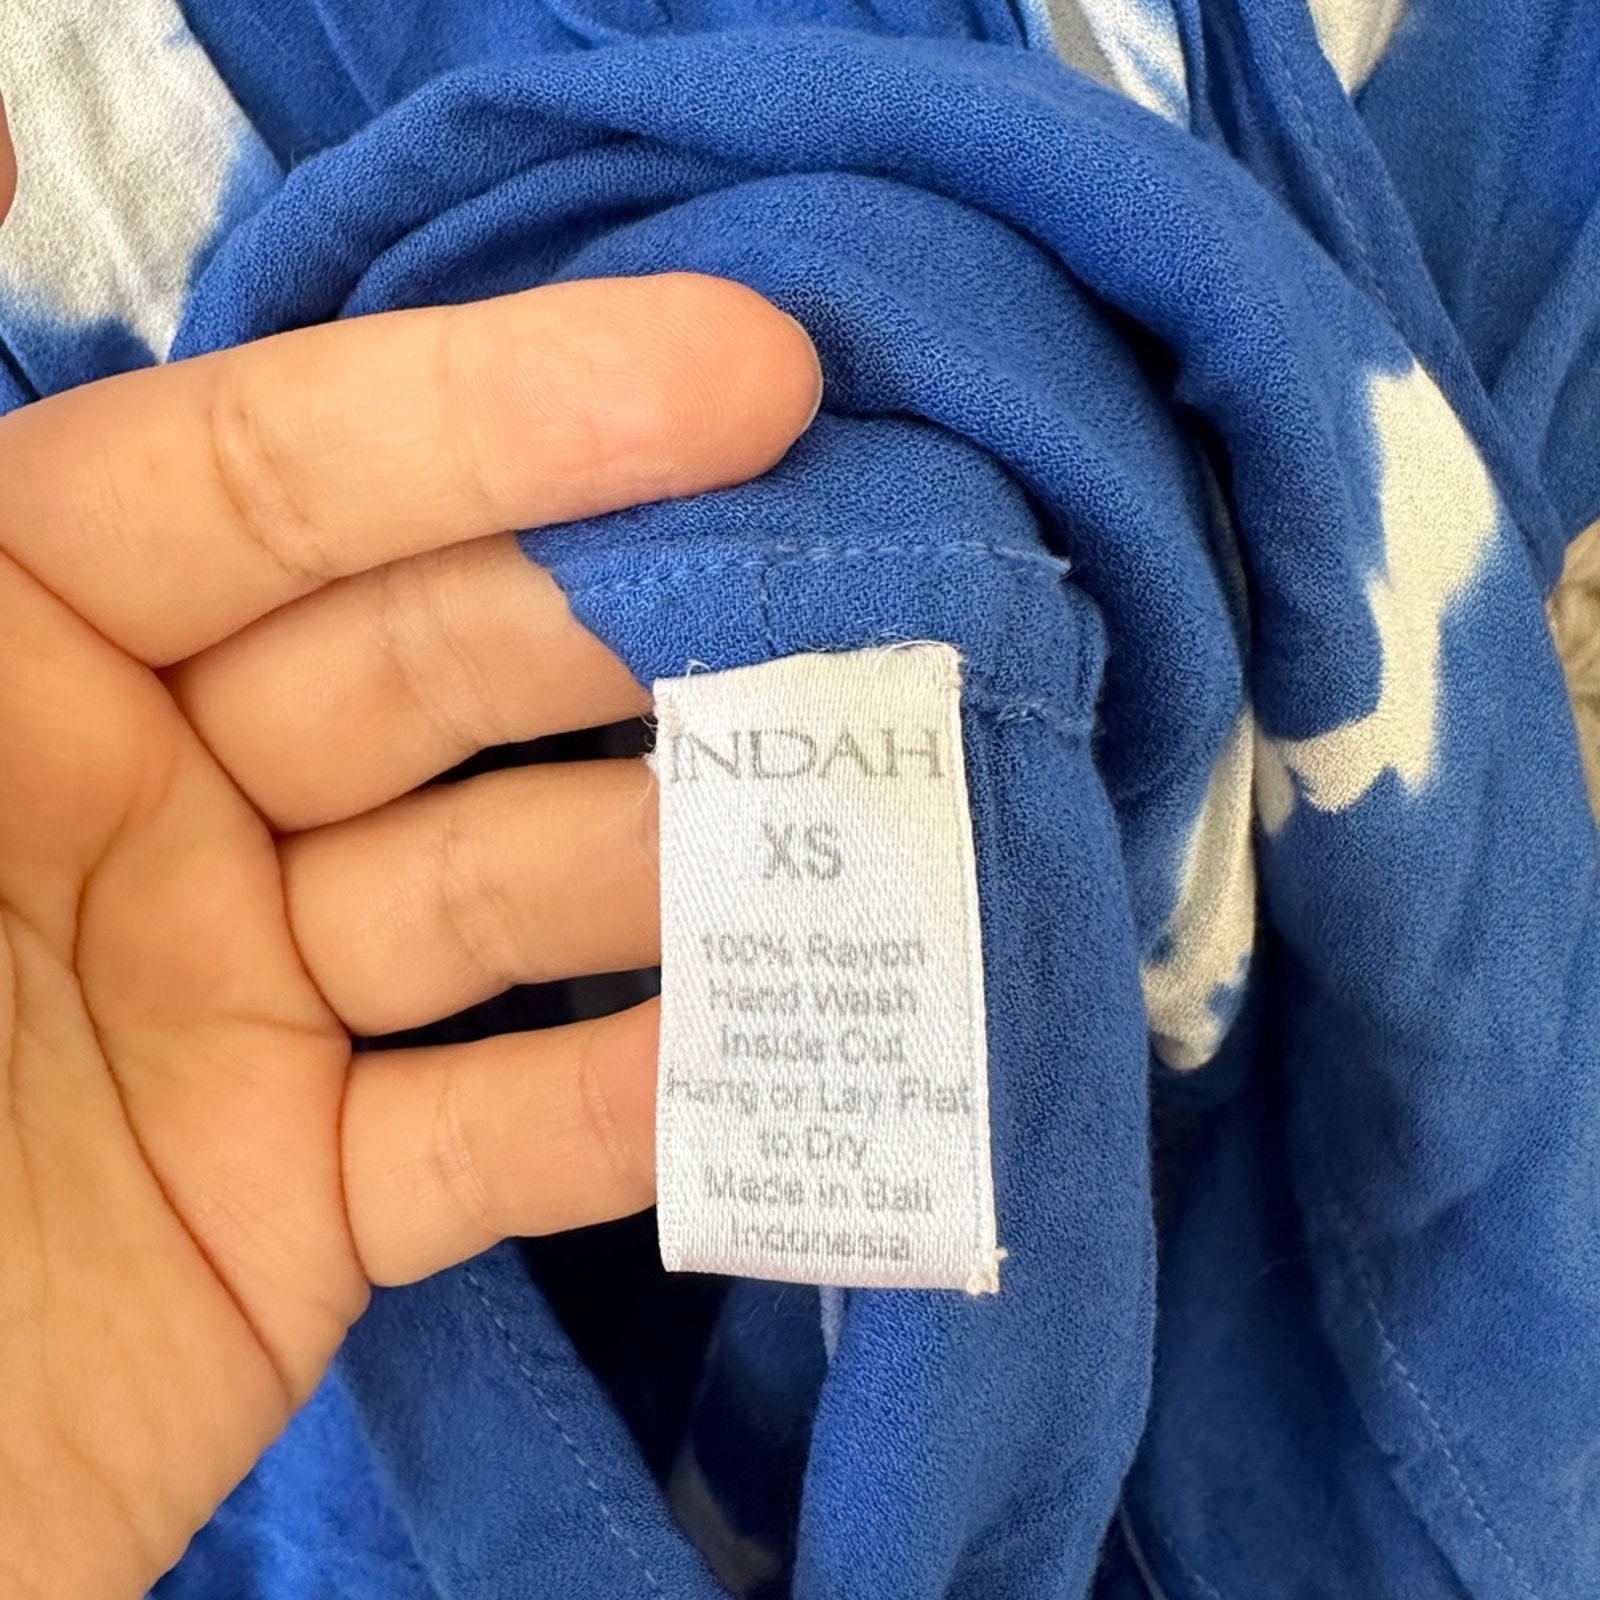 INDAH
XS
100% Rayon
Hand Wash
Inside Out
Hang or Lay Flat
to Dry
Made in Bali
Indonesia